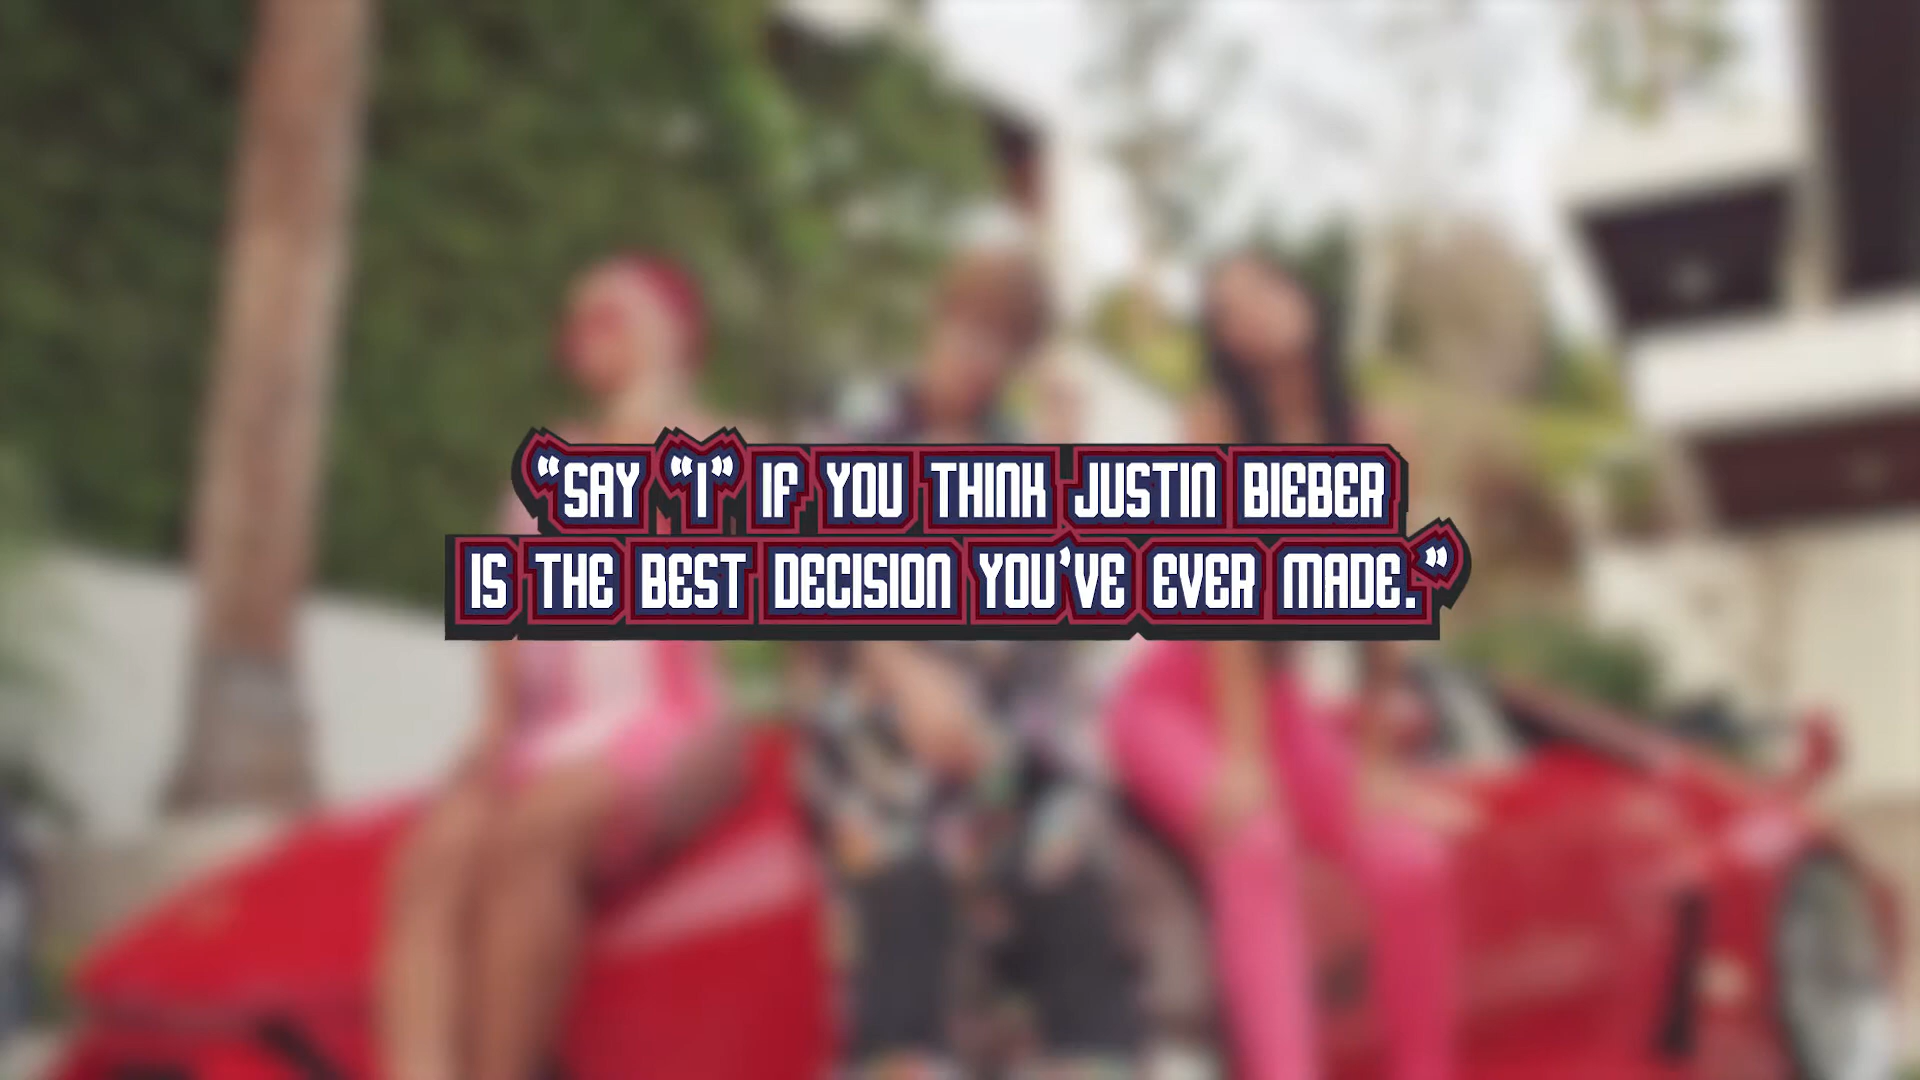 “SAY “I” IF YOU THINK JUSTIN BIEBER
IS THE BEST DECISION YOU’VE EVER MADE.”